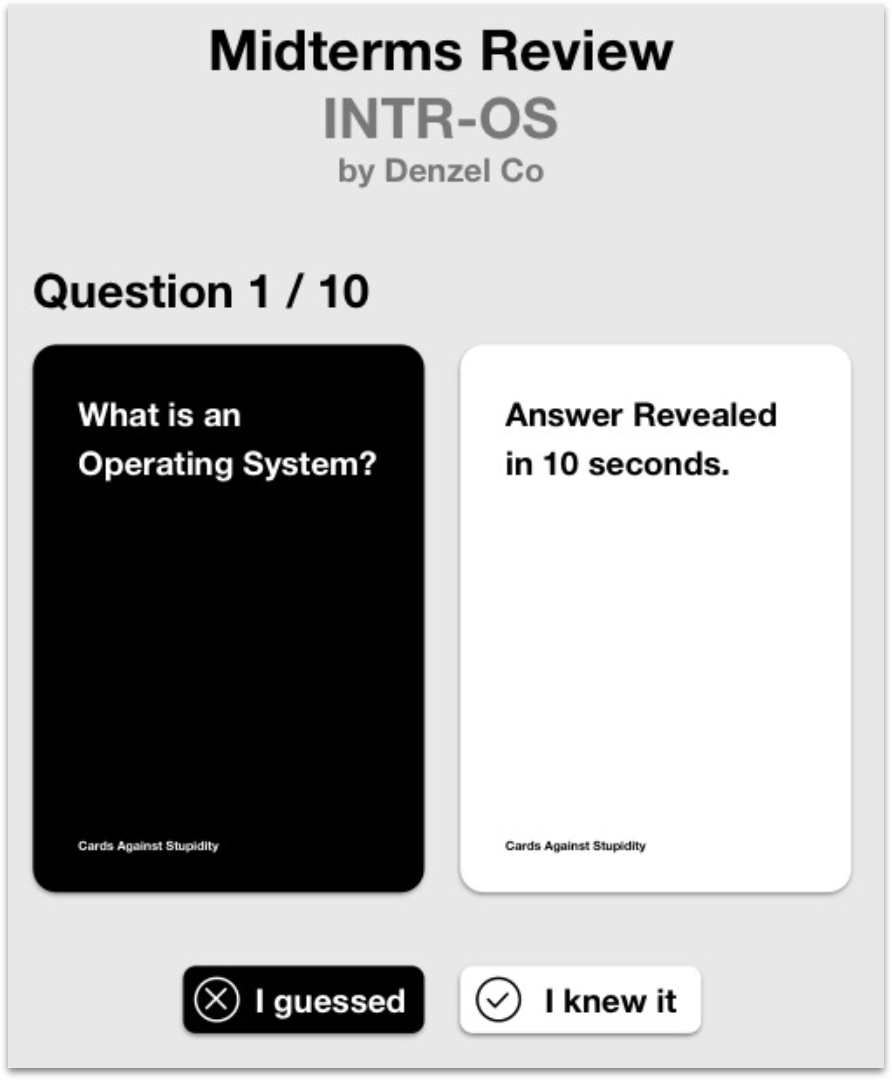 Midterms Review
INTR-OS
by Denzel Co
Question 1 / 10
What is an
Operating System?
Cards Against Stupidity
Answer Revealed
in 10 seconds.
Cards Against Stupidity
I guessed
I knew it